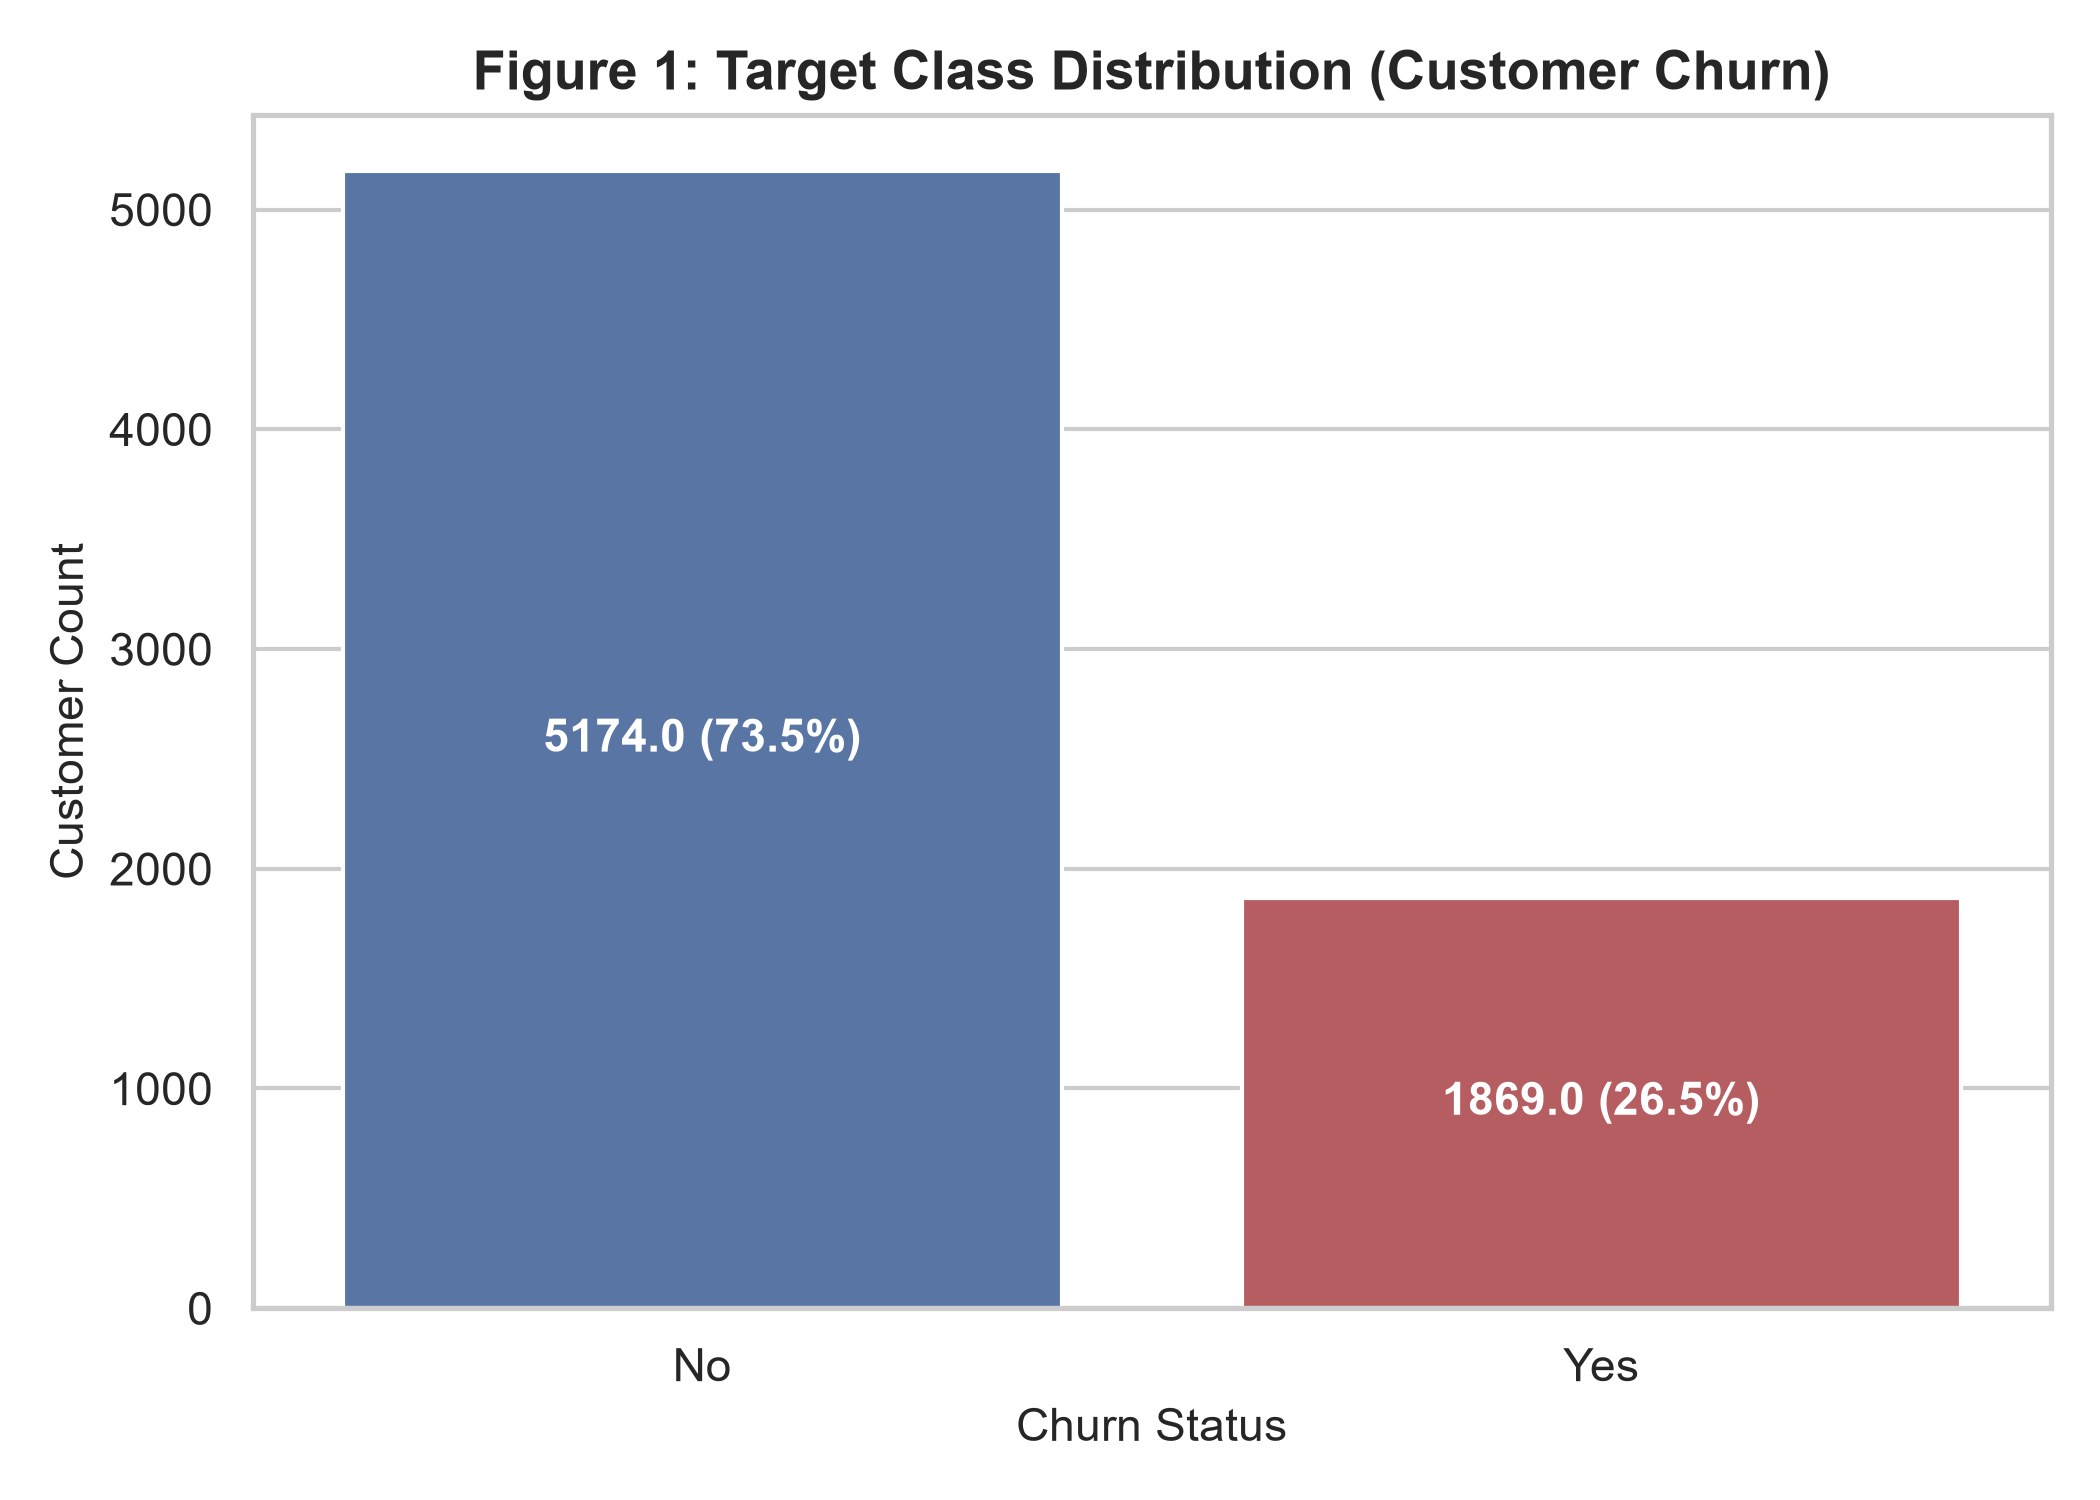 Figure 1: Target Class Distribution (Customer Churn)
5000
4000
3000
2000
1000
0
Customer Count
5174.0 (73.5%)
1869.0 (26.5%)
No
Yes
Churn Status